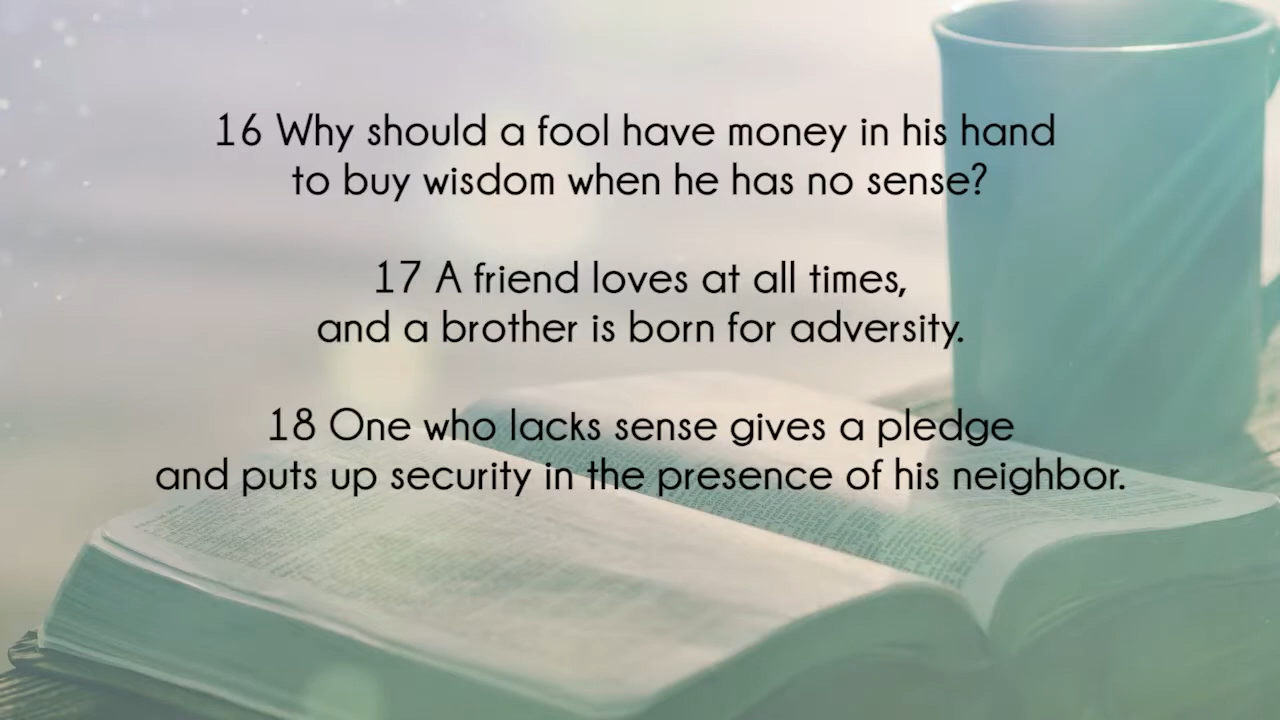 16 Why should a fool have money in his hand
to buy wisdom when he has no sense?
17 A friend loves at all times,
and a brother is born for adversity.
18 One who lacks sense gives a pledge
and puts up security in the presence of his neighbor.